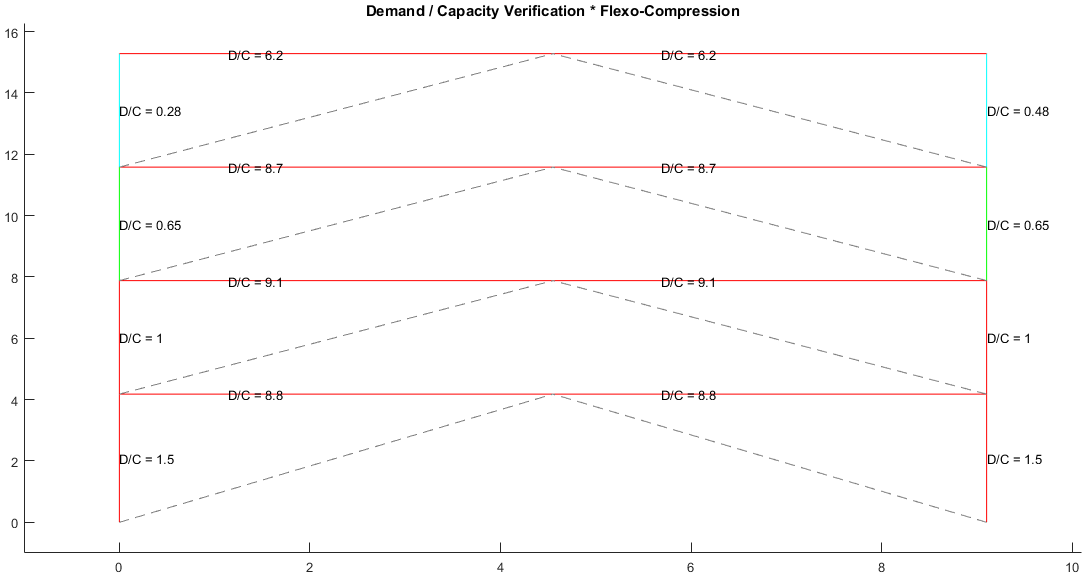 Demand / Capacity Verification * Flexo-Compression
16
D/C = 6.2 D/C = 6.2
14
D/C = 0.28 D/C = 0.48
12
D/C = 8.7 D/C = 8.7
10
D/C = 0.65 D/C = 0.65
8
D/C = 9.1 D/C = 9.1
6
D/C = 1 D/C = 1
4
D/C = 8.8 D/C = 8.8
2
D/C = 1.5 D/C = 1.5
0
0 2 4 6 8 10